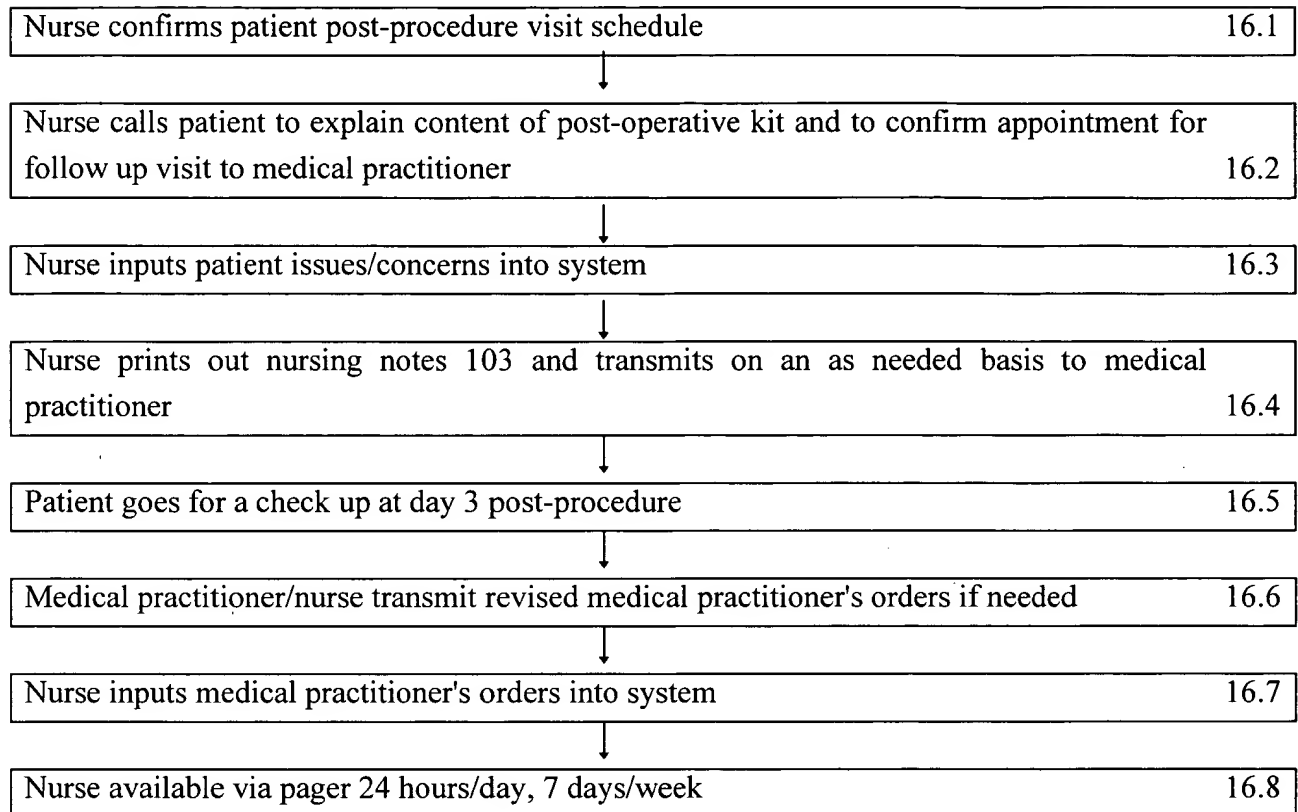 Nurse confirms patient post-procedure visit schedule 16.1
Nurse calls patient to explain content of post-operative kit and to confirm appointment for
follow up visit to medical practitioner 16.2
Nurse inputs patient issues/concerns into system 16.3
Nurse prints out nursing notes 103 and transmits on an as needed basis to medical
practitioner 16.4
Patient goes for a check up at day 3 post-procedure 16.5
Medical practitioner/nurse transmit revised medical practitioner's orders if needed 16.6
Nurse inputs medical practitioner's orders into system 16.7
Nurse available via pager 24 hours/day, 7 days/week 16.8